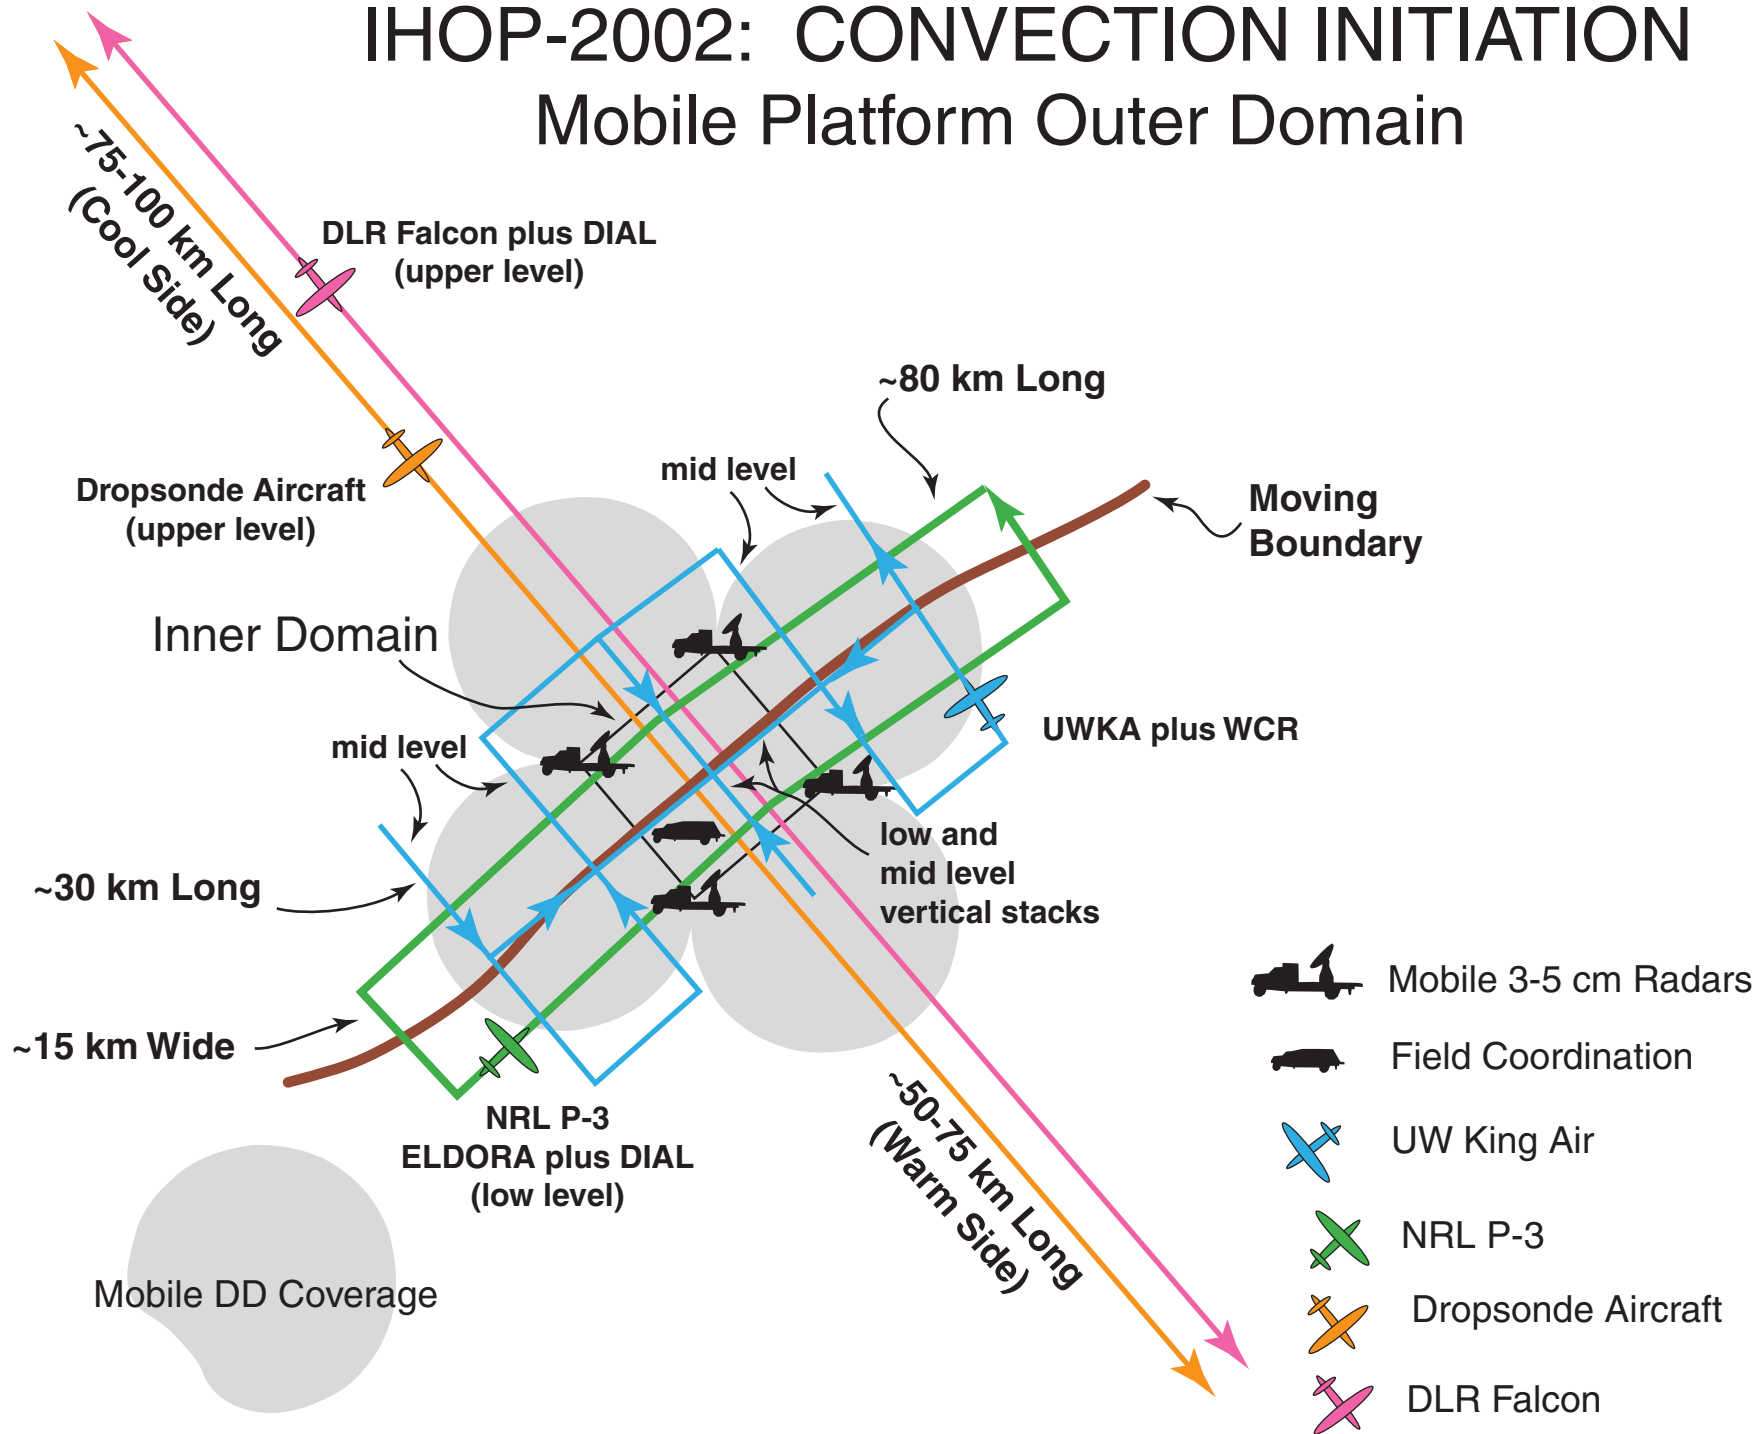 IHOP-2002: CONVECTION INITIATION
Mobile Platform Outer Domain
~75-100 km Long
(Cool Side)
DLR Falcon plus DIAL
(upper level)
~80 km Long
mid level
Dropsonde Aircraft
(upper level)
Moving
Boundary
Inner Domain
UWKA plus WCR
mid level
low and
mid level
vertical stacks
~30 km Long
~15 km Wide
NRL P-3
ELDORA plus DIAL
(low level)
~50-75 km Long
(Warm Side)
Mobile DD Coverage
Mobile 3-5 cm Radars
Field Coordination
UW King Air
NRL P-3
Dropsonde Aircraft
DLR Falcon